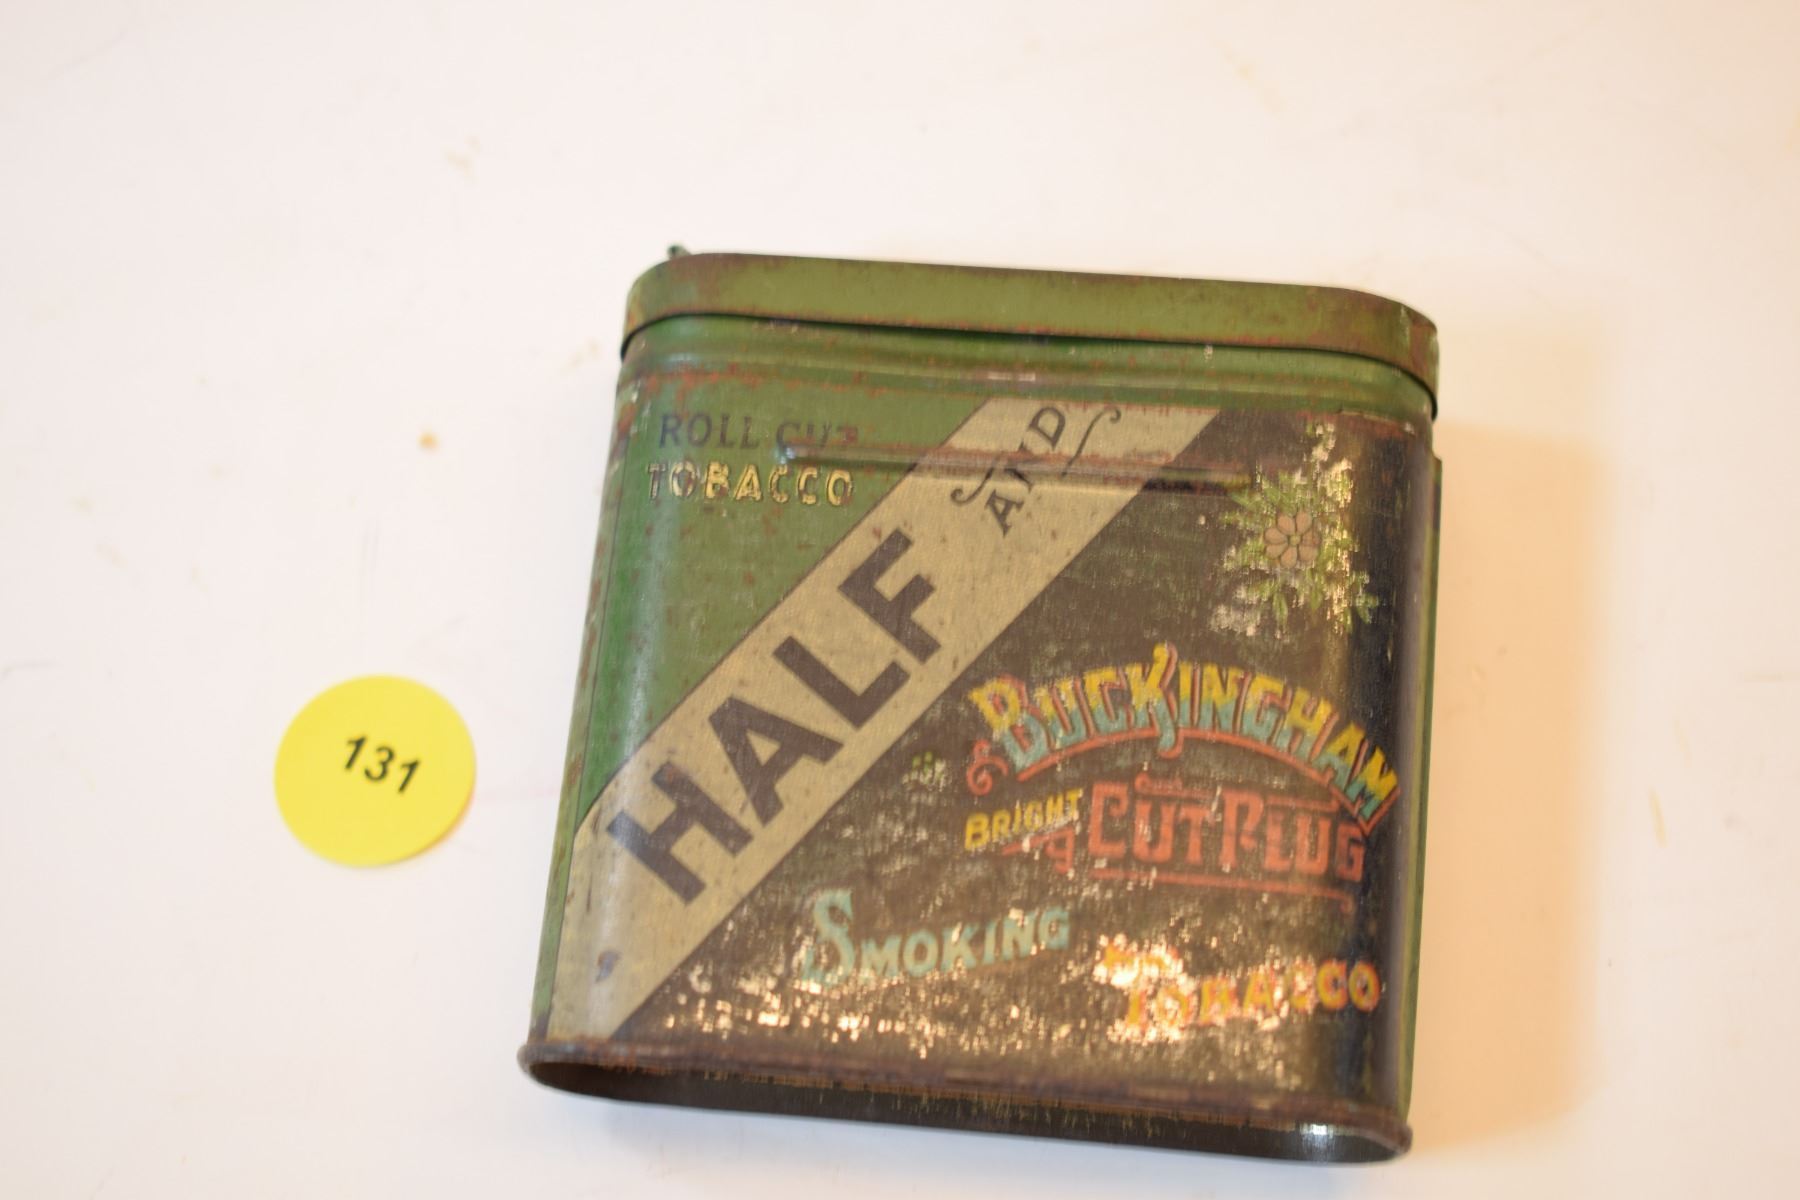 ROLL CUT
TOBACCO
HALF AND
BUCKINGHAM
BRIGHT CUT PLUG
SMOKING
TOBACCO
131